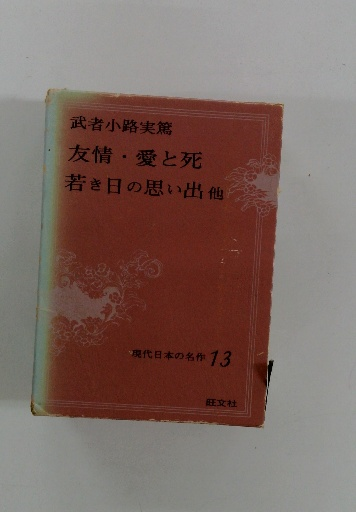 武者小路実篤
友情・愛と死
若き日の思い出 他
現代日本の名作 13
旺文社